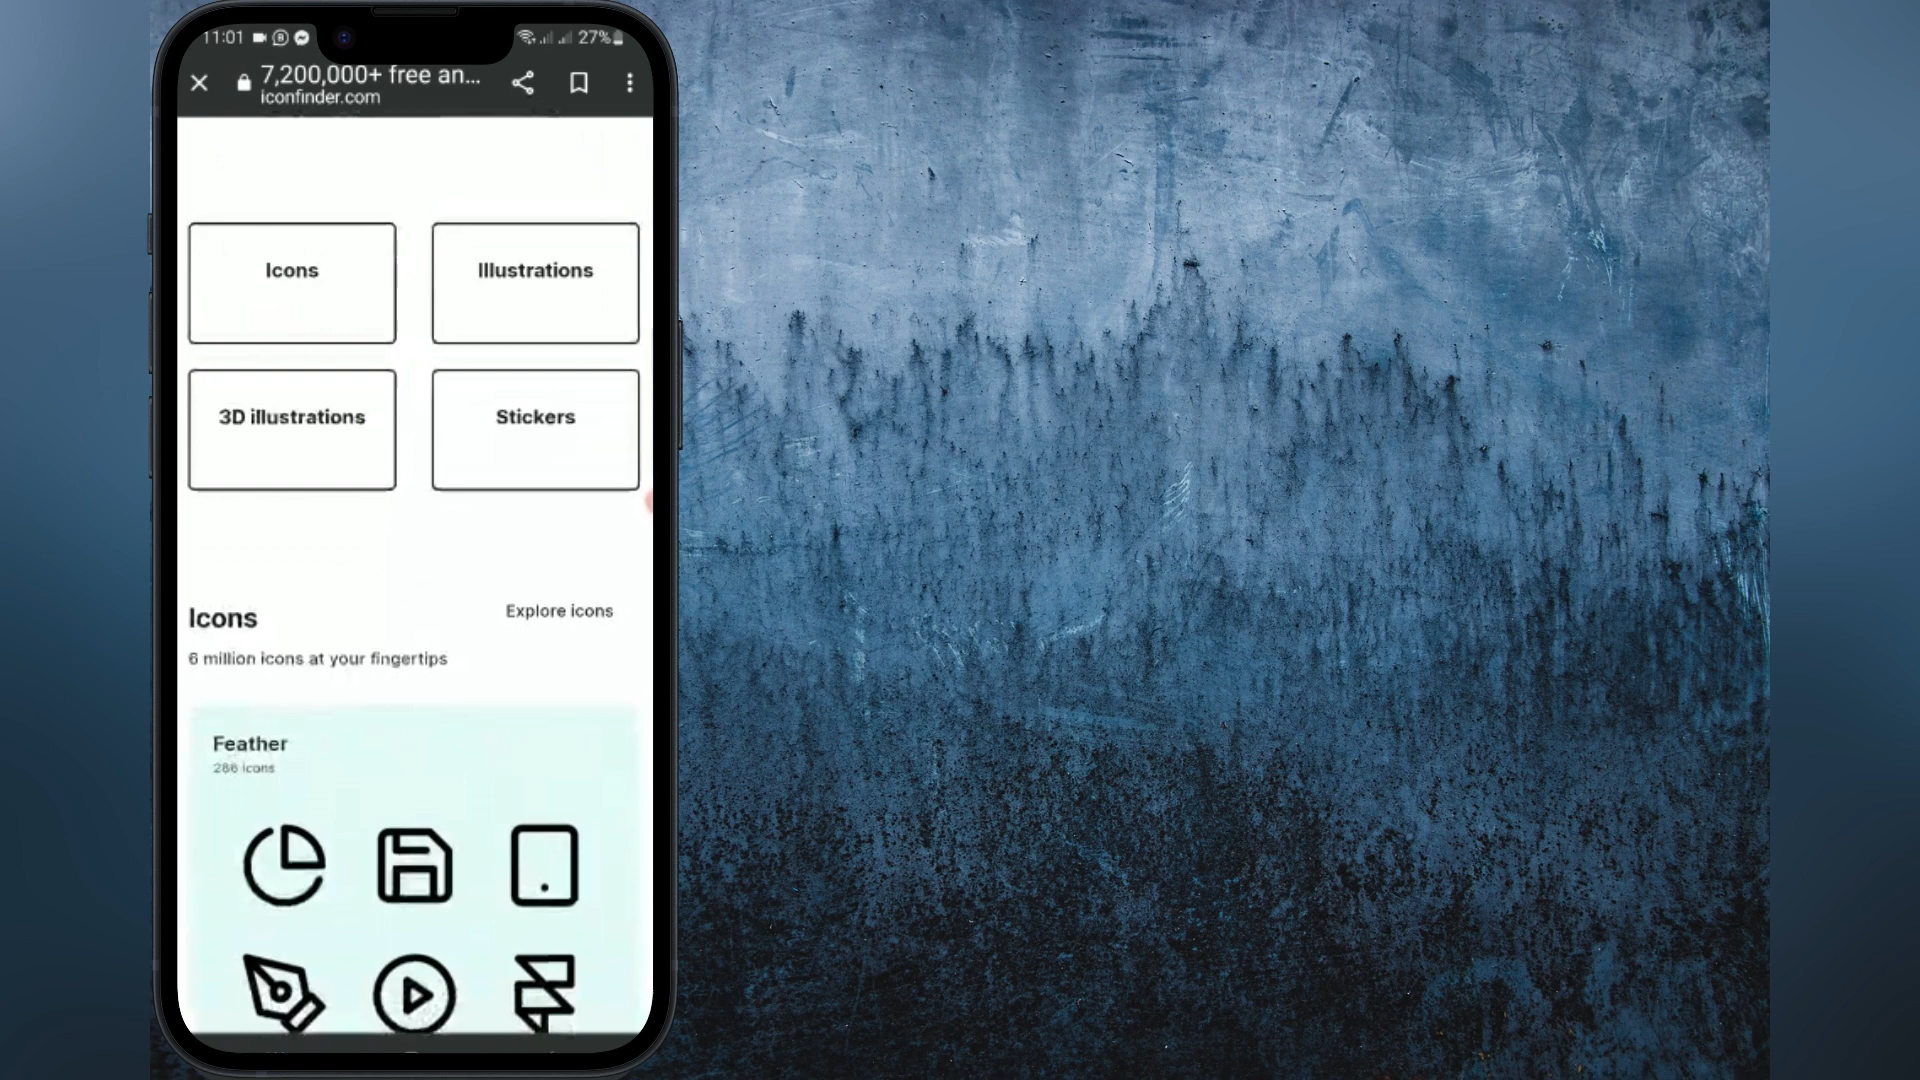 11:01 27%
7,200,000+ free an...
iconfinder.com
Icons Illustrations
3D illustrations Stickers
Icons Explore icons
6 million icons at your fingertips
Feather
286 icons